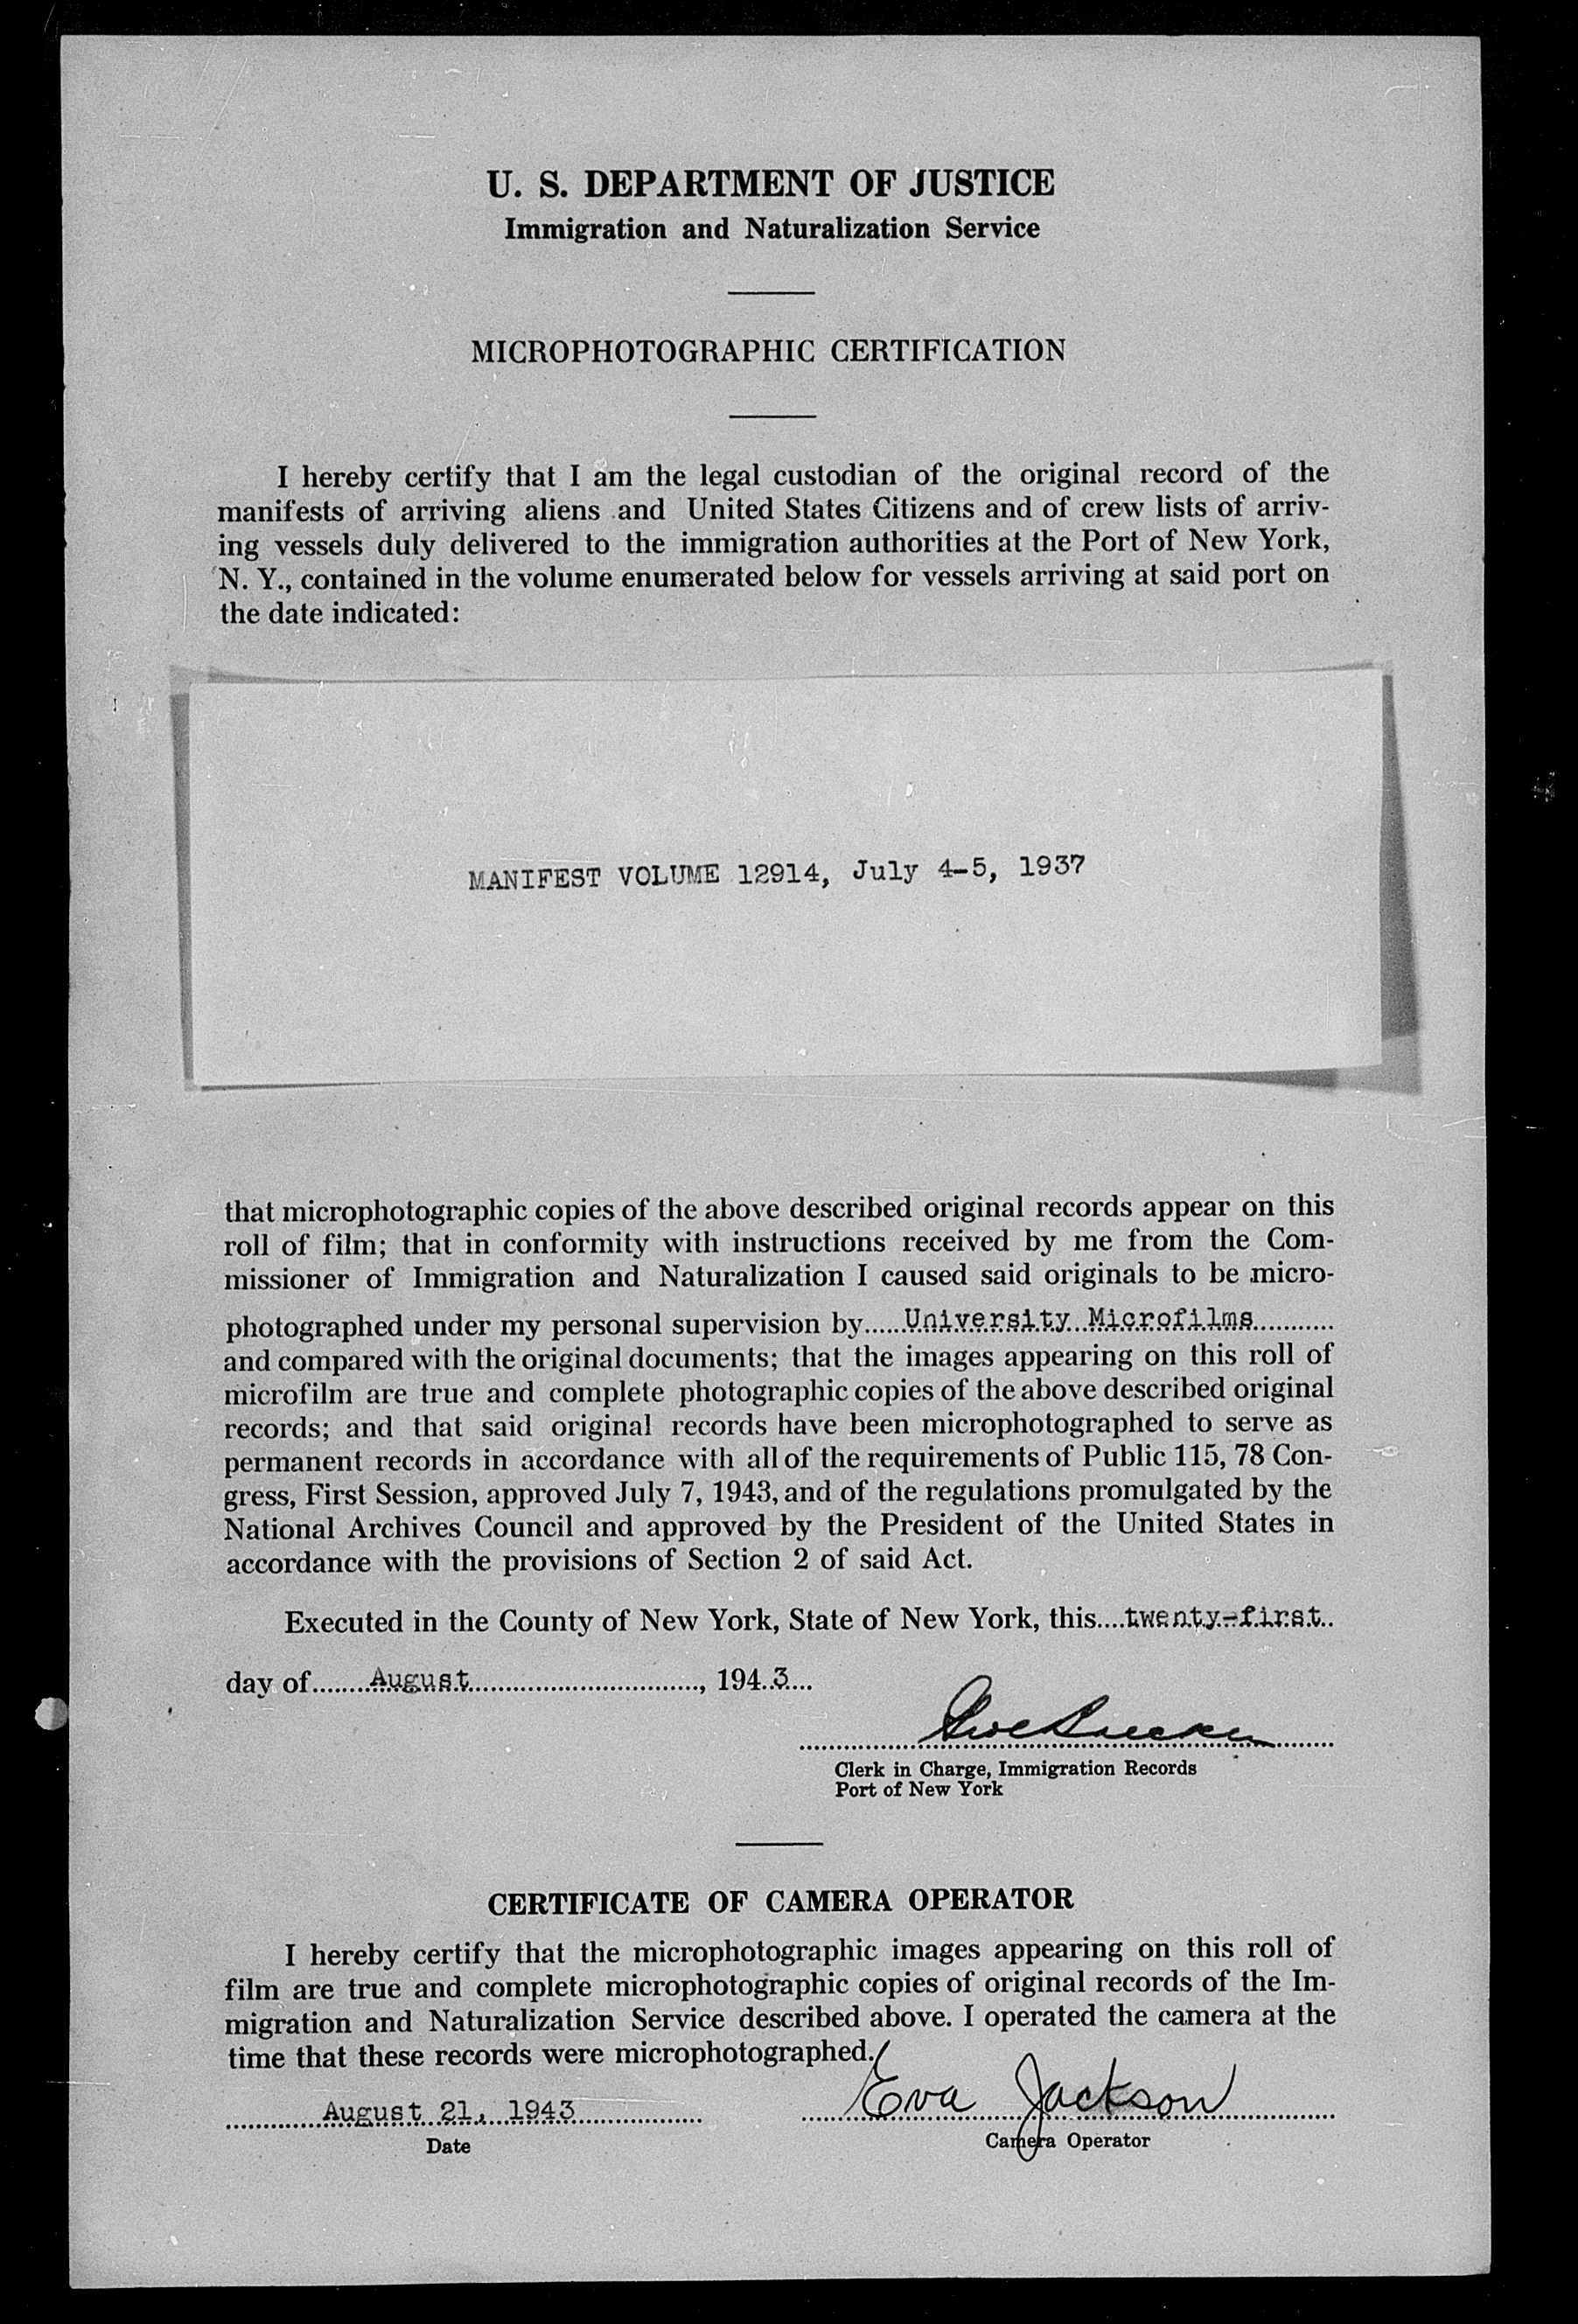 U. S. DEPARTMENT OF JUSTICE
Immigration and Naturalization Service
MICROPHOTOGRAPHIC CERTIFICATION
I hereby certify that I am the legal custodian of the original record of the
manifests of arriving aliens and United States Citizens and of crew lists of arriv-
ing vessels duly delivered to the immigration authorities at the Port of New York,
N. Y., contained in the volume enumerated below for vessels arriving at said port on
the date indicated:
MANIFEST VOLUME 12914, July 4-5, 1937
that microphotographic copies of the above described original records appear on this
roll of film; that in conformity with instructions received by me from the Com-
missioner of Immigration and Naturalization I caused said originals to be micro-
photographed under my personal supervision by......University Microfilms...........
and compared with the original documents; that the images appearing on this roll of
microfilm are true and complete photographic copies of the above described original
records; and that said original records have been microphotographed to serve as
permanent records in accordance with all of the requirements of Public 115, 78 Con-
gress, First Session, approved July 7, 1943, and of the regulations promulgated by the
National Archives Council and approved by the President of the United States in
accordance with the provisions of Section 2 of said Act.
Executed in the County of New York, State of New York, this....twenty-first..
day of........August................................, 194..3....
Clerk in Charge, Immigration Records
Port of New York
CERTIFICATE OF CAMERA OPERATOR
I hereby certify that the microphotographic images appearing on this roll of
film are true and complete microphotographic copies of original records of the Im-
migration and Naturalization Service described above. I operated the camera at the
time that these records were microphotographed.
August 21, 1943 Eva Jackson
Date Camera Operator